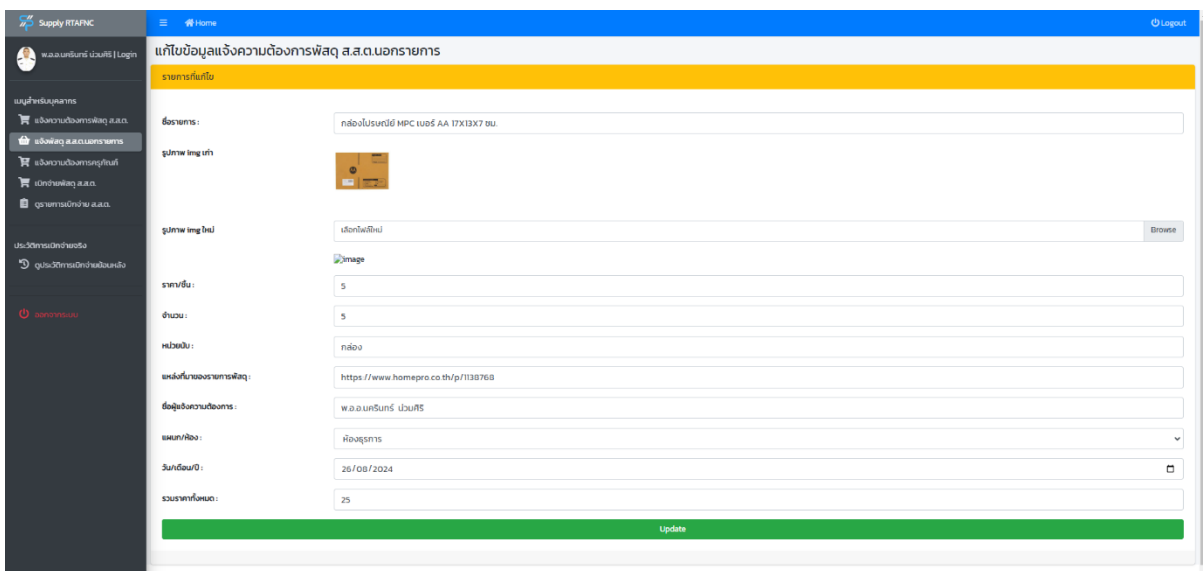 Supply RTAFNC
Home
Logout
พ.อ.อ.นครินทร์ น่วมศิริ | Login
แก้ไขข้อมูลแจ้งความต้องการพัสดุ ส.ส.ต.นอกรายการ
รายการที่แก้ไข
เมนูสำหรับบุคลากร
แจ้งความต้องการพัสดุ ส.ส.ต.
แจ้งพัสดุ ส.ส.ต.นอกรายการ
แจ้งความต้องการครุภัณฑ์
เบิกจ่ายพัสดุ ส.ส.ต.
ดูรายการเบิกจ่าย ส.ส.ต.
ประวัติการเบิกจ่ายจริง
ดูประวัติการเบิกจ่ายย้อนหลัง
ออกจากระบบ
ชื่อรายการ : กล่องไปรษณีย์ MPC เบอร์ AA 17X13X7 ซม.
รูปภาพ img เก่า
รูปภาพ img ใหม่ เลือกไฟล์ใหม่ Browse
image
ราคา/ชิ้น : 5
จำนวน : 5
หน่วยนับ : กล่อง
แหล่งที่มาของรายการพัสดุ : https://www.homepro.co.th/p/1138768
ชื่อผู้แจ้งความต้องการ : พ.อ.อ.นครินทร์ น่วมศิริ
แผนก/ห้อง : ห้องธุรการ
วัน/เดือน/ปี : 26/08/2024
รวมราคาทั้งหมด : 25
Update